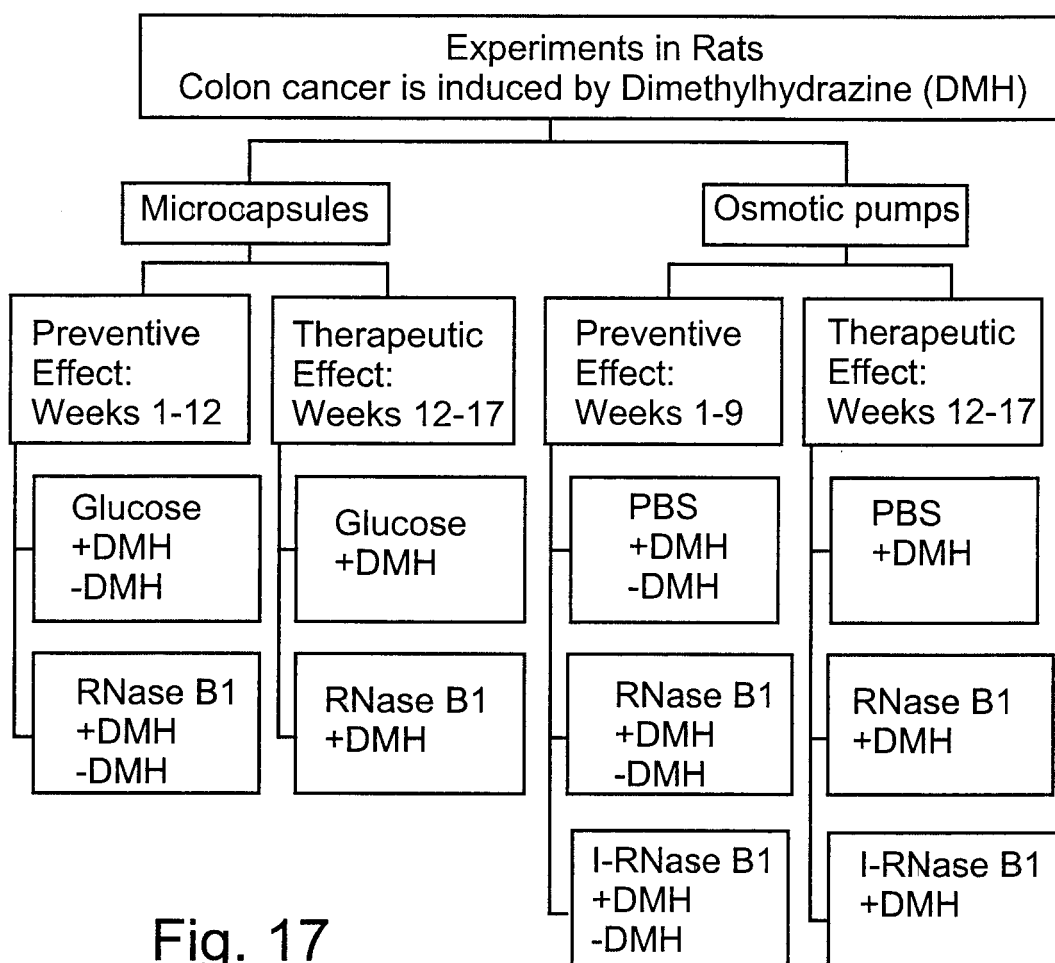 Experiments in Rats
Colon cancer is induced by Dimethylhydrazine (DMH)
Microcapsules
Osmotic pumps
Preventive
Effect:
Weeks 1-12
Therapeutic
Effect:
Weeks 12-17
Preventive
Effect:
Weeks 1-9
Therapeutic
Effect:
Weeks 12-17
Glucose
+DMH
-DMH
Glucose
+DMH
PBS
+DMH
-DMH
PBS
+DMH
RNase B1
+DMH
-DMH
RNase B1
+DMH
RNase B1
+DMH
-DMH
RNase B1
+DMH
I-RNase B1
+DMH
-DMH
I-RNase B1
+DMH
Fig. 17